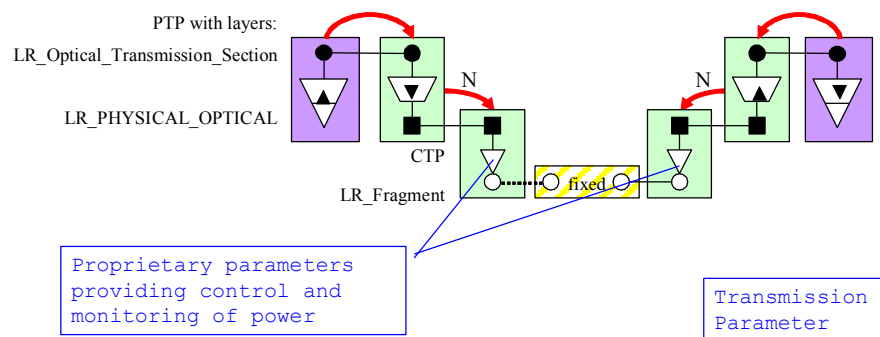 PTP with layers:
LR_Optical_Transmission_Section
N
N
LR_PHYSICAL_OPTICAL
CTP
fixed
LR_Fragment
Proprietary parameters
providing control and
monitoring of power
Transmission
Parameter